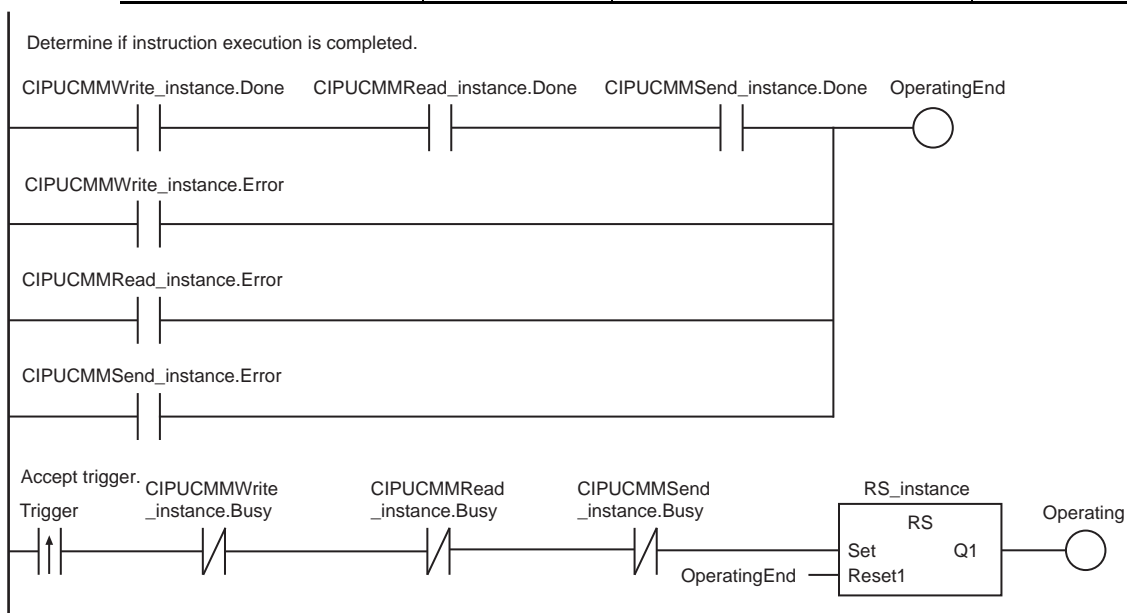 Determine if instruction execution is completed.
CIPUCMMWrite_instance.Done CIPUCMMRead_instance.Done CIPUCMMSend_instance.Done OperatingEnd
CIPUCMMWrite_instance.Error
CIPUCMMRead_instance.Error
CIPUCMMSend_instance.Error
Accept trigger.
Trigger
CIPUCMMWrite
_instance.Busy
CIPUCMMRead
_instance.Busy
CIPUCMMSend
_instance.Busy
RS_instance
RS
Set Q1
OperatingEnd Reset1
Operating